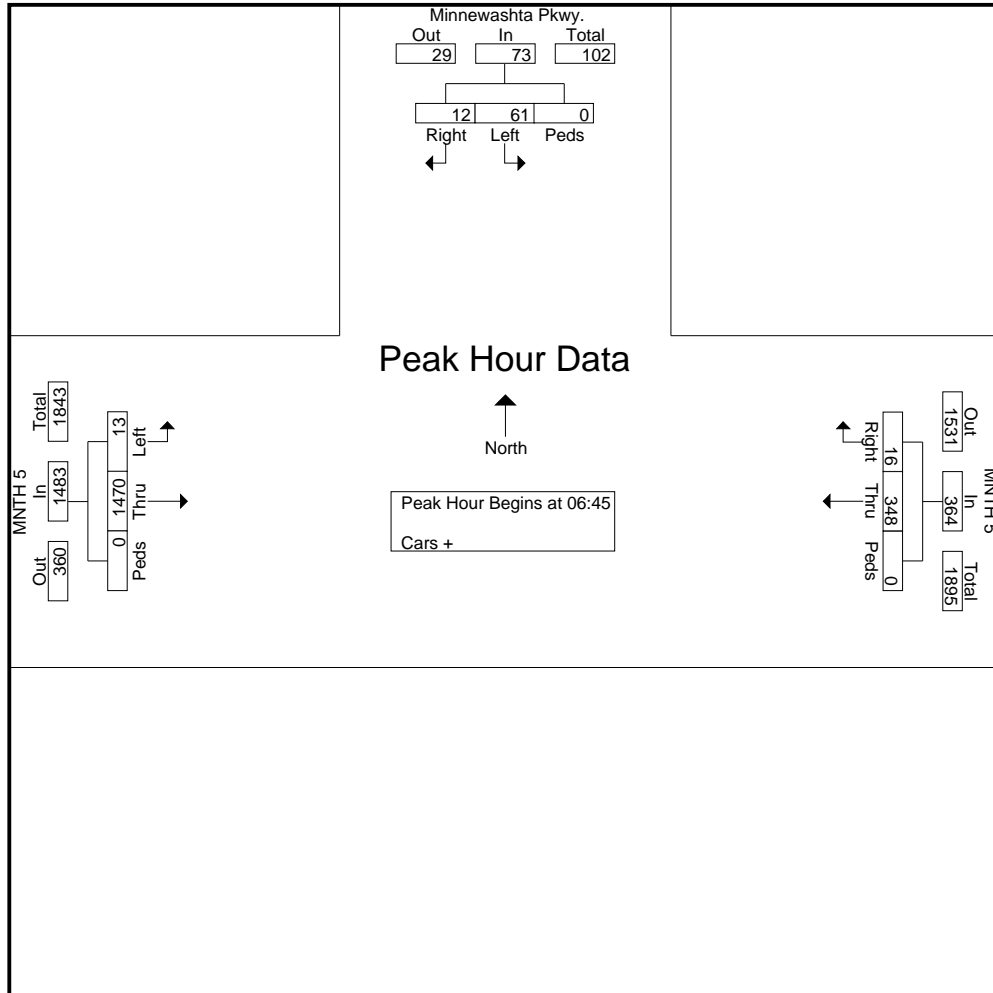 Minnewashta Pkwy.
Out In Total
29 73 102
12 61 0
Right Left Peds
Peak Hour Data
North
Peak Hour Begins at 06:45
Cars +
MNTH 5
Total In Out
1843 1483 360
13 1470 0
Left Thru Peds
MNTH 5
Out In Total
1531 364 1895
16 348 0
Right Thru Peds